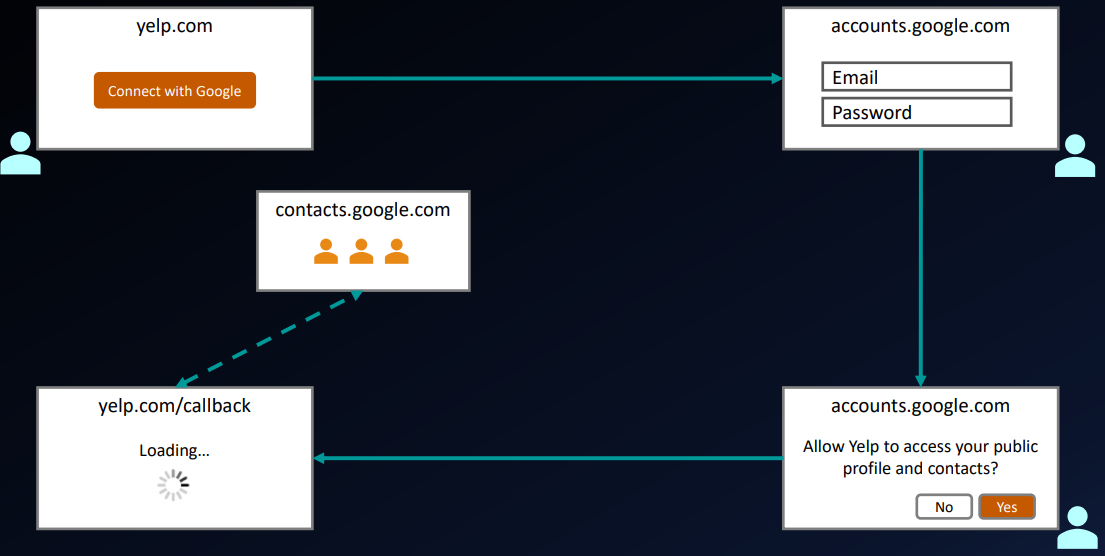 yelp.com
Connect with Google
accounts.google.com
Email
Password
contacts.google.com
yelp.com/callback
Loading...
accounts.google.com
Allow Yelp to access your public
profile and contacts?
No
Yes